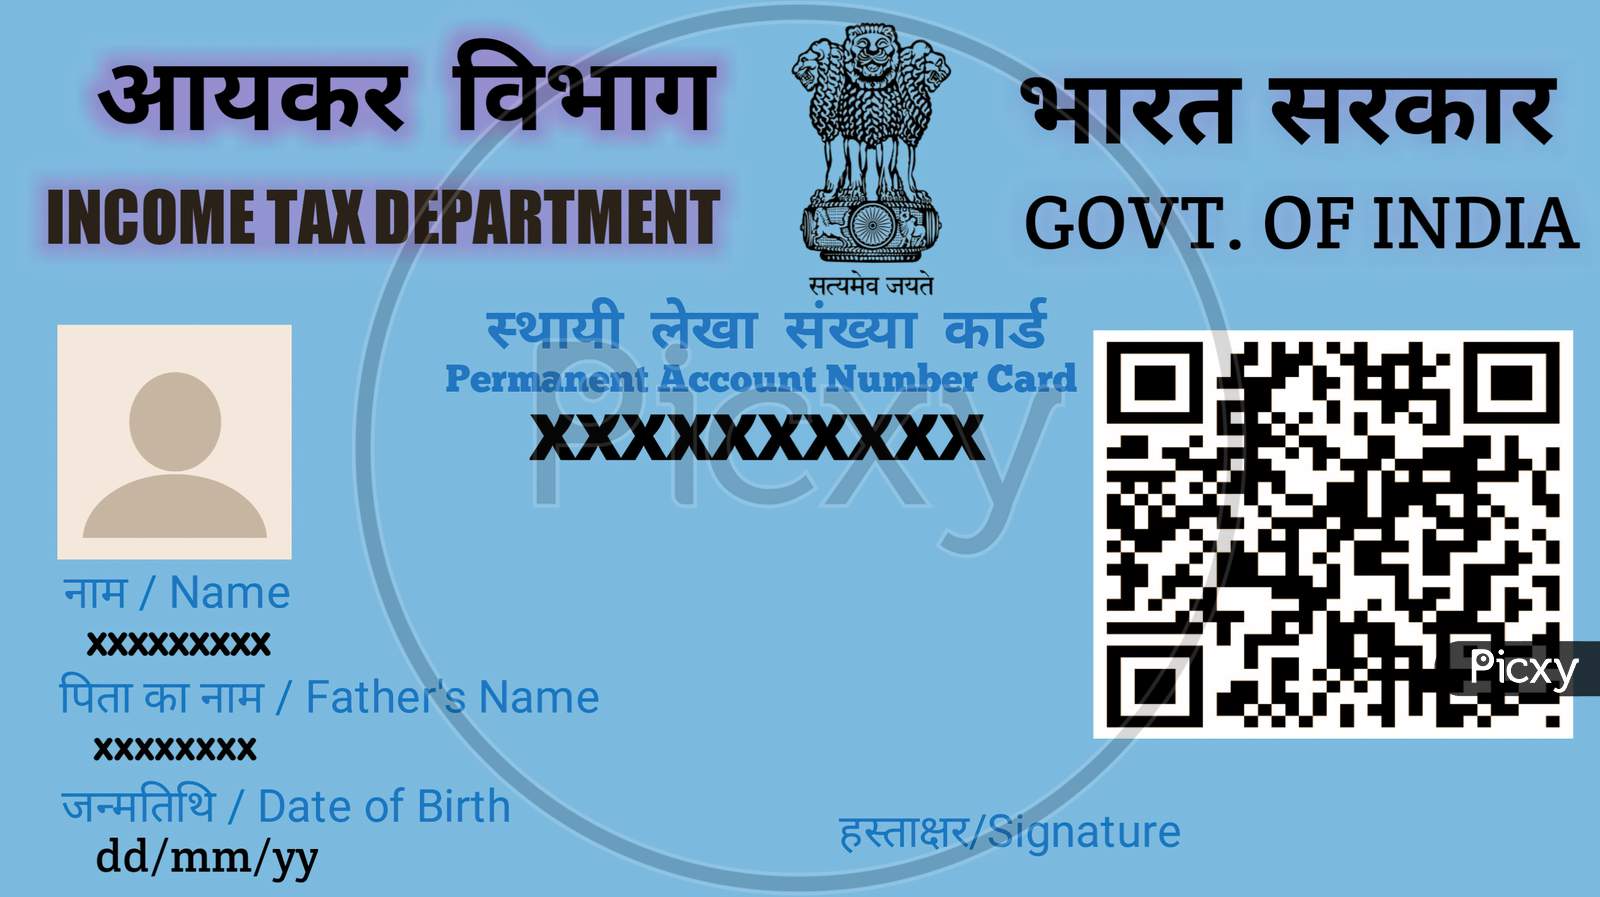 आयकर विभाग
INCOME TAX DEPARTMENT
सत्यमेव जयते
भारत सरकार
GOVT. OF INDIA
स्थायी लेखा संख्या कार्ड
Permanent Account Number Card
XXXXXXXXXX
नाम / Name
xxxxxxxxx
पिता का नाम / Father's Name
xxxxxxxx
जन्मतिथि / Date of Birth
dd/mm/yy
हस्ताक्षर/Signature
Picxy
Picxy